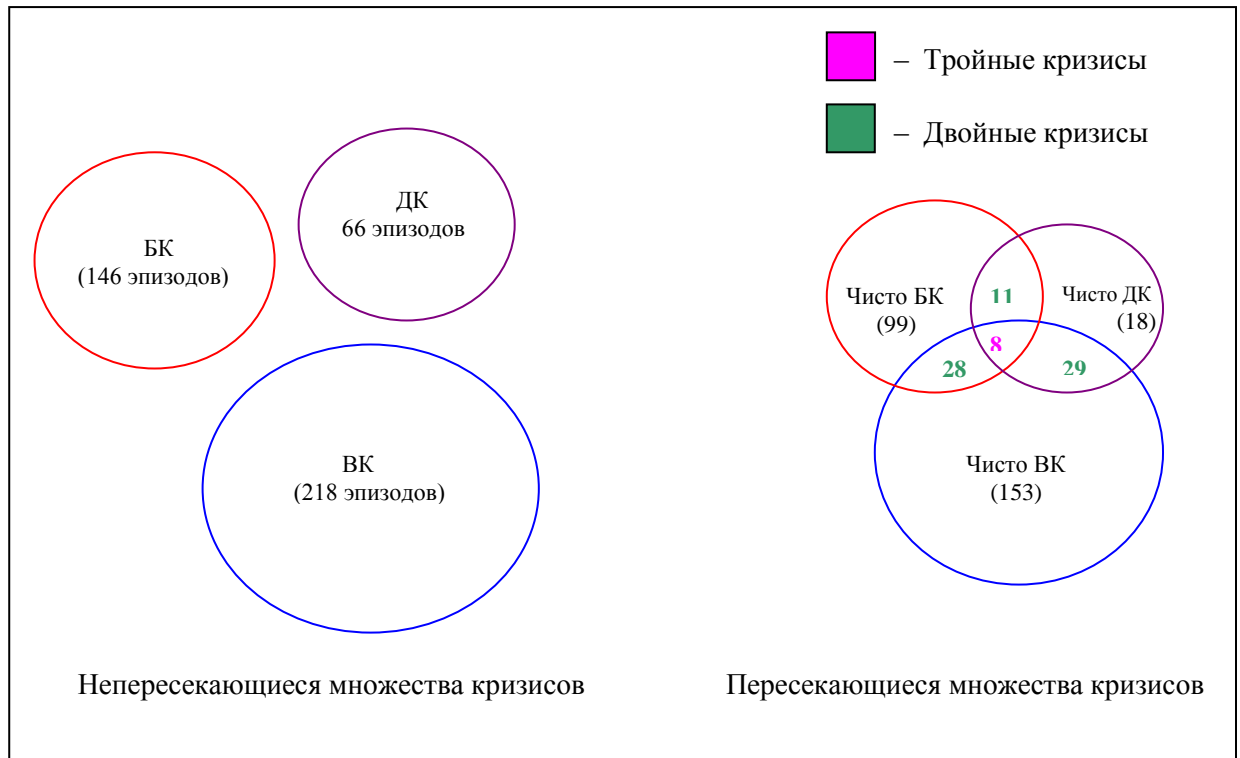 – Тройные кризисы
– Двойные кризисы
БК
(146 эпизодов)
ДК
66 эпизодов
ВК
(218 эпизодов)
Чисто БК
(99)
11
Чисто ДК
(18)
8
28
29
Чисто ВК
(153)
Непересекающиеся множества кризисов
Пересекающиеся множества кризисов